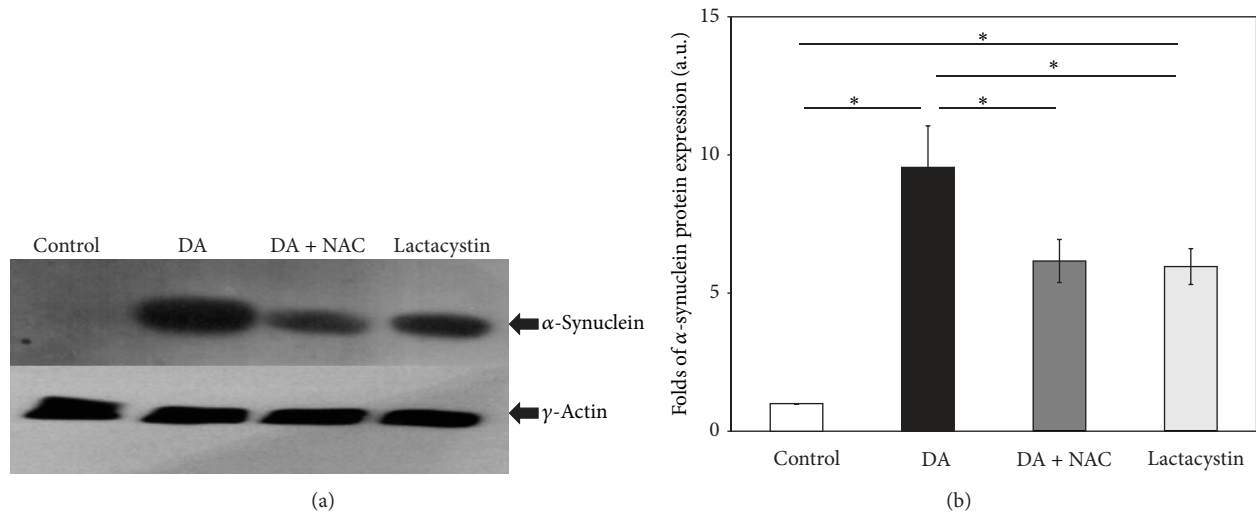 Control DA DA + NAC Lactacystin
α-Synuclein
γ-Actin
(a)
Folds of α-synuclein protein expression (a.u.)
15
10
5
0
*
*
*
*
Control DA DA + NAC Lactacystin
(b)